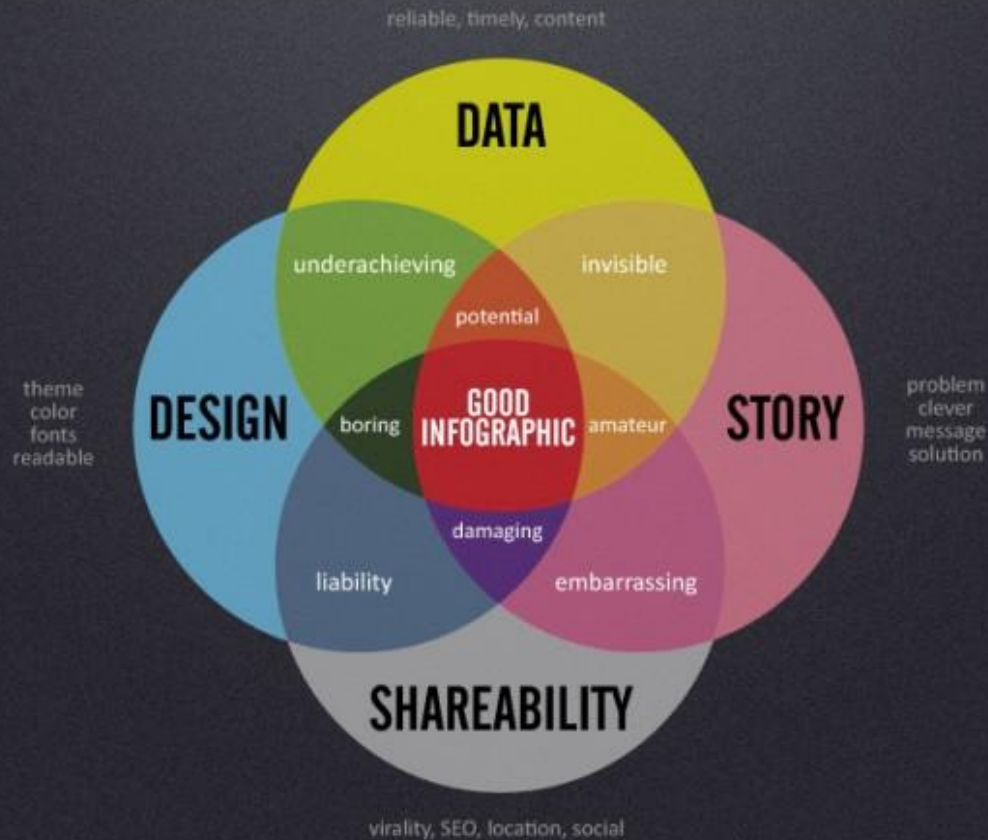 reliable, timely, content
DATA
underachieving
invisible
potential
theme
color
fonts
readable
DESIGN
boring
GOOD
INFOGRAPHIC
amateur
STORY
problem
clever
message
solution
damaging
liability
embarrassing
SHAREABILITY
virality, SEO, location, social